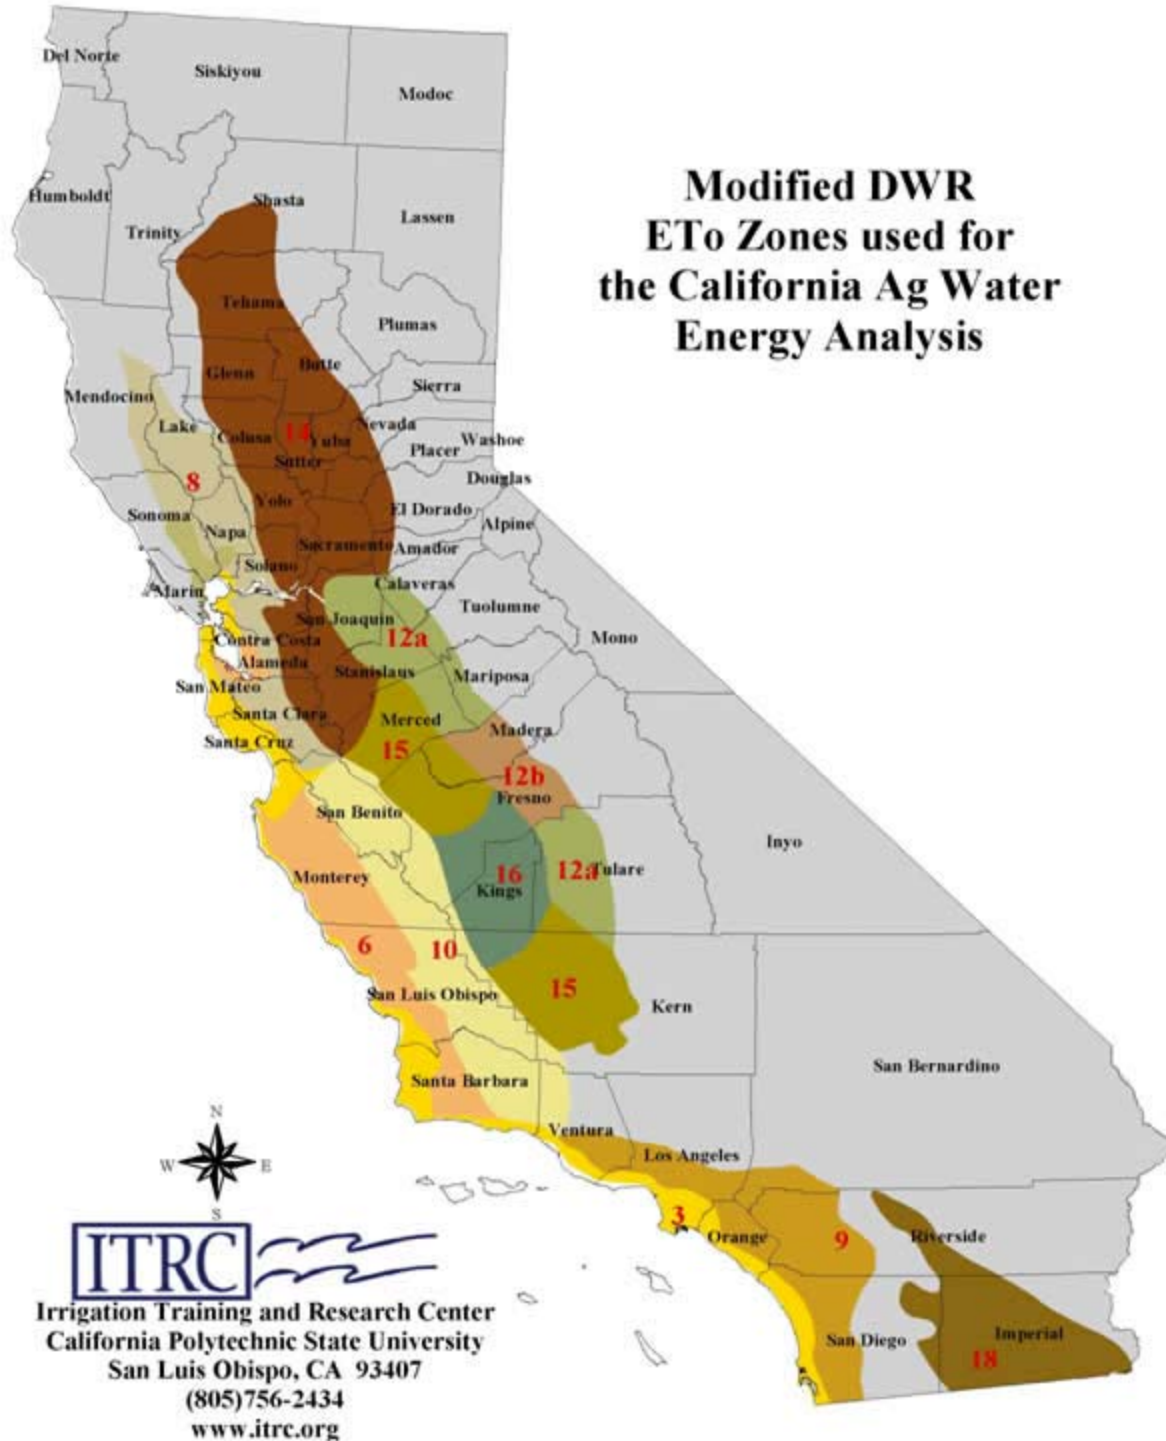 Modified DWR
ETo Zones used for
the California Ag Water
Energy Analysis
Del Norte
Siskiyou
Modoc
Humboldt
Trinity
Shasta
Lassen
Tehama
Plumas
Glenn
Butte
Sierra
Mendocino
Lake
Colusa
14
Yuba
Nevada
Placer
Washoe
Sutter
Douglas
8
Yolo
Sonoma
Napa
El Dorado
Alpine
Sacramento
Amador
Solano
Calaveras
Marin
Tuolumne
San Joaquin
12a
Mono
Contra Costa
Alameda
Stanislaus
Mariposa
San Mateo
Santa Clara
Merced
Madera
Santa Cruz
15
12b
Fresno
San Benito
Inyo
Monterey
16
Kings
12a
Tulare
6
10
San Luis Obispo
15
Kern
San Bernardino
Santa Barbara
Ventura
Los Angeles
3
Orange
9
Riverside
San Diego
Imperial
18
N
W
E
S
ITRC
Irrigation Training and Research Center
California Polytechnic State University
San Luis Obispo, CA 93407
(805)756-2434
www.itrc.org